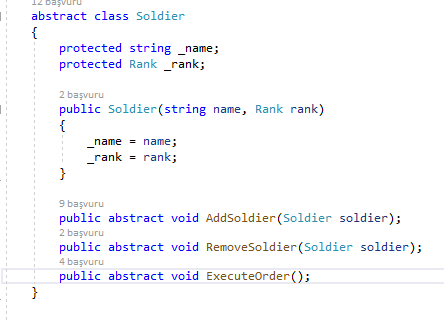 12 başvuru
abstract class Soldier
{
protected string _name;
protected Rank _rank;
2 başvuru
public Soldier(string name, Rank rank)
{
_name = name;
_rank = rank;
}
9 başvuru
public abstract void AddSoldier(Soldier soldier);
2 başvuru
public abstract void RemoveSoldier(Soldier soldier);
4 başvuru
public abstract void ExecuteOrder();
}